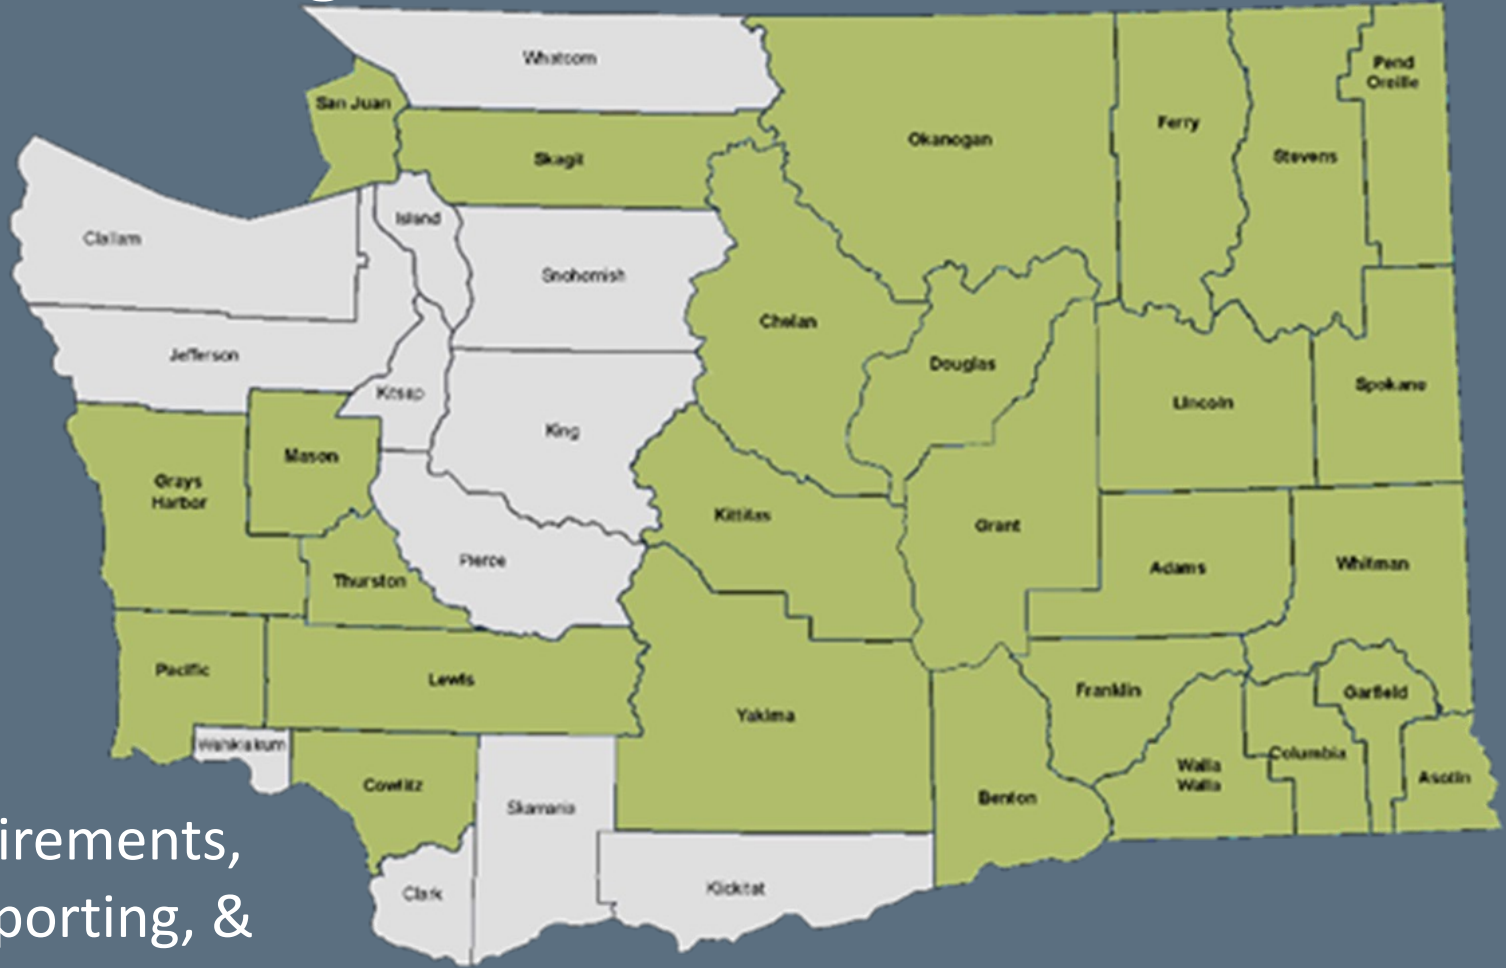 Whatcom
San Juan
Skagit
Okanogan
Ferry
Stevens
Pend
Oreille
Clallam
Island
Snohomish
Chelan
Jefferson
Douglas
Kitsap
Lincoln
Spokane
King
Mason
Grays
Harbor
Kittitas
Grant
Pierce
Thurston
Adams
Whitman
Pacific
Lewis
Yakima
Franklin
Garfield
Wahkiakum
Cowlitz
Skamania
Benton
Walla
Walla
Columbia
Asotin
Clark
Klickitat
irements,
porting, &